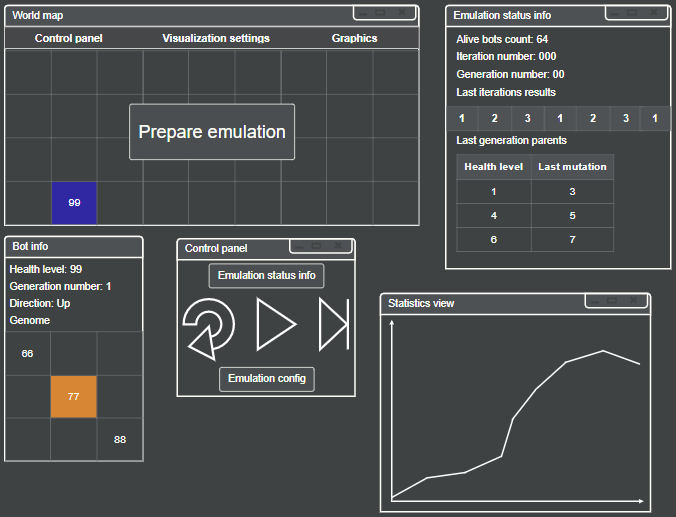 World map
Control panel Visualization settings Graphics
Prepare emulation
99
Emulation status info
Alive bots count: 64
Iteration number: 000
Generation number: 00
Last iterations results
1 2 3 1 2 3 1
Last generation parents
Health level Last mutation
1 3
4 5
6 7
Bot info
Health level: 99
Generation number: 1
Direction: Up
Genome
66
77
88
Control panel
Emulation status info
Emulation config
Statistics view